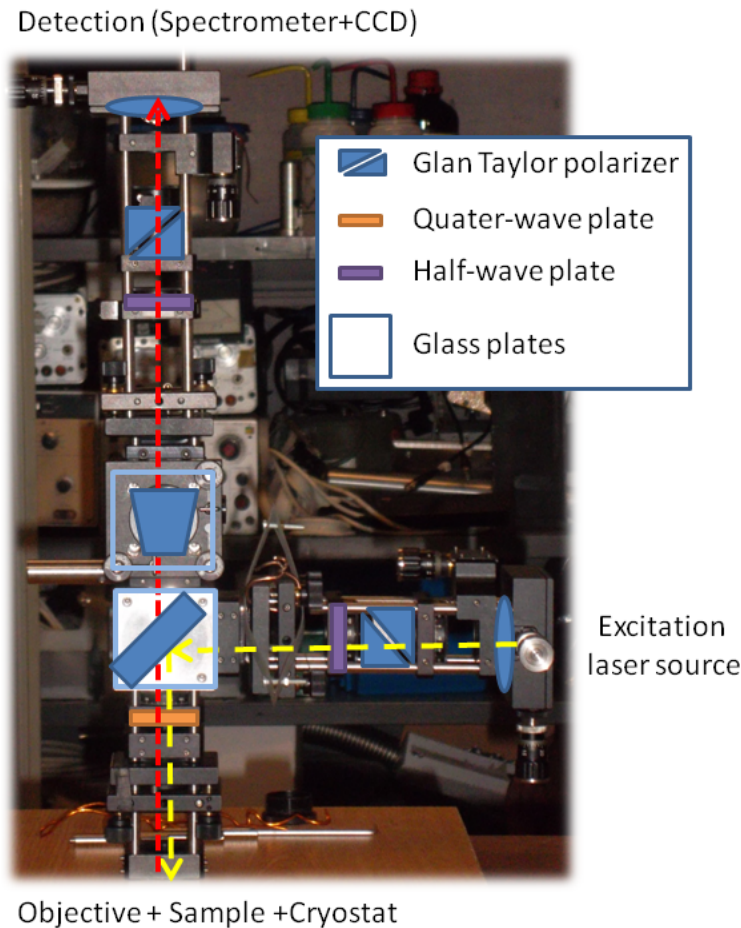 Detection (Spectrometer+CCD)
Glan Taylor polarizer
Quater-wave plate
Half-wave plate
Glass plates
Excitation
laser source
Objective + Sample +Cryostat